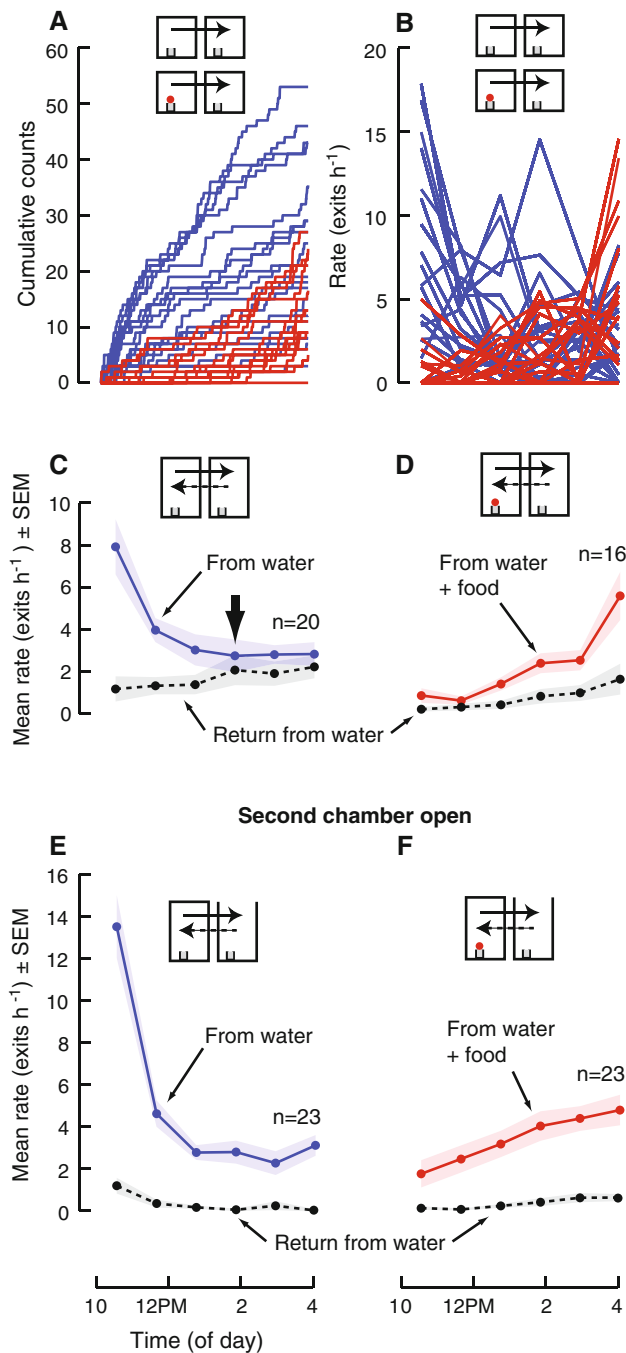 A
60
50
40
30
20
10
0
Cumulative counts
B
20
15
10
5
0
Rate (exits h-1)
C
10
8
6
4
2
0
Mean rate (exits h-1) ± SEM
From water
n=20
Return from water
D
From water
+ food
n=16
Second chamber open
E
16
14
12
10
8
6
4
2
0
Mean rate (exits h-1) ± SEM
From water
n=23
Return from water
F
From water
+ food
n=23
10 12PM 2 4
Time (of day)
10 12PM 2 4